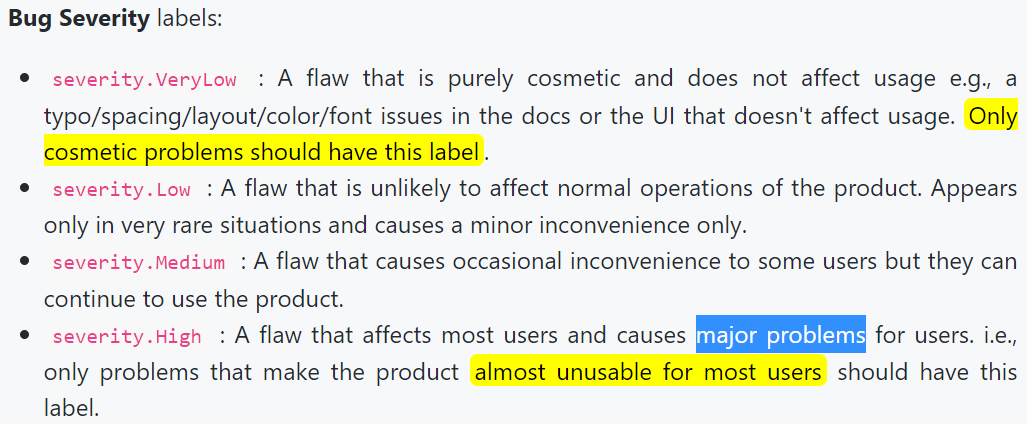 Bug Severity labels:
• severity.VeryLow : A flaw that is purely cosmetic and does not affect usage e.g., a
typo/spacing/layout/color/font issues in the docs or the UI that doesn't affect usage. Only
cosmetic problems should have this label.
• severity.Low : A flaw that is unlikely to affect normal operations of the product. Appears
only in very rare situations and causes a minor inconvenience only.
• severity.Medium : A flaw that causes occasional inconvenience to some users but they can
continue to use the product.
• severity.High : A flaw that affects most users and causes major problems for users. i.e.,
only problems that make the product almost unusable for most users should have this
label.